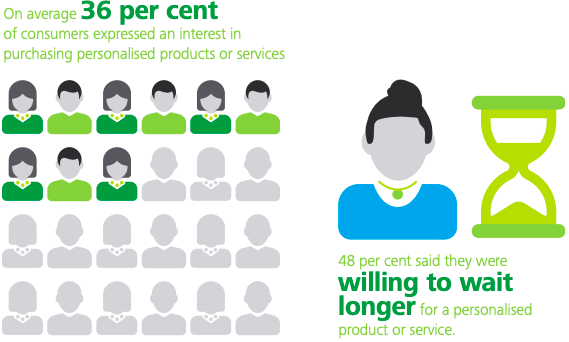 On average 36 per cent
of consumers expressed an interest in
purchasing personalised products or services
48 per cent said they were
willing to wait
longer for a personalised
product or service.